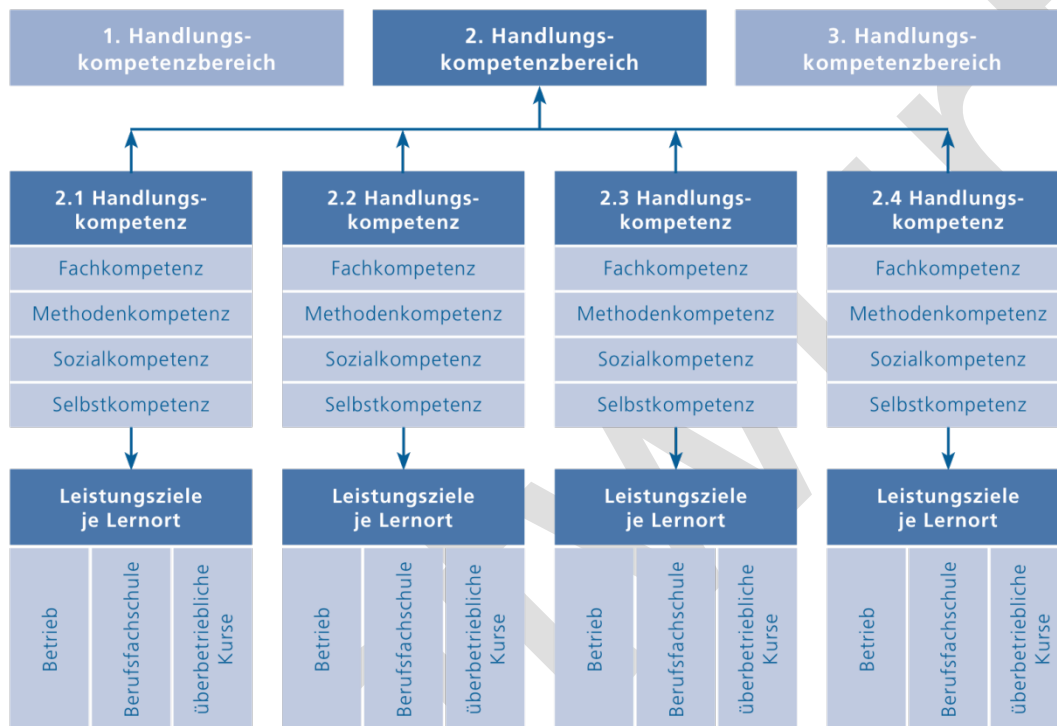 1. Handlungs-
kompetenzbereich
2. Handlungs-
kompetenzbereich
3. Handlungs-
kompetenzbereich
2.1 Handlungs-
kompetenz
2.2 Handlungs-
kompetenz
2.3 Handlungs-
kompetenz
2.4 Handlungs-
kompetenz
Fachkompetenz
Fachkompetenz
Fachkompetenz
Fachkompetenz
Methodenkompetenz
Methodenkompetenz
Methodenkompetenz
Methodenkompetenz
Sozialkompetenz
Sozialkompetenz
Sozialkompetenz
Sozialkompetenz
Selbstkompetenz
Selbstkompetenz
Selbstkompetenz
Selbstkompetenz
Leistungsziele
je Lernort
Leistungsziele
je Lernort
Leistungsziele
je Lernort
Leistungsziele
je Lernort
Betrieb
Berufsfachschule
überbetriebliche
Kurse
Betrieb
Berufsfachschule
überbetriebliche
Kurse
Betrieb
Berufsfachschule
überbetriebliche
Kurse
Betrieb
Berufsfachschule
überbetriebliche
Kurse